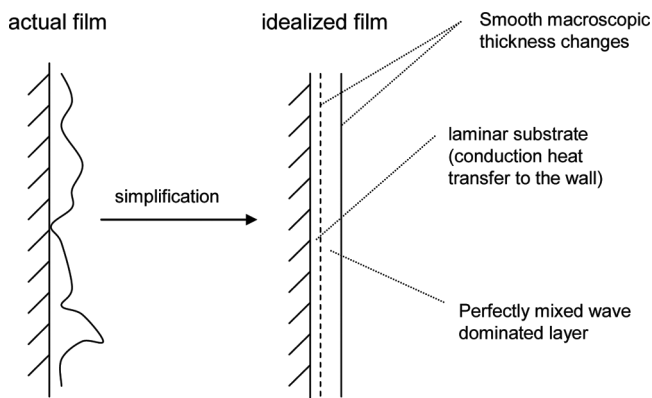 actual film
idealized film
Smooth macroscopic
thickness changes
laminar substrate
(conduction heat
transfer to the wall)
simplification
Perfectly mixed wave
dominated layer